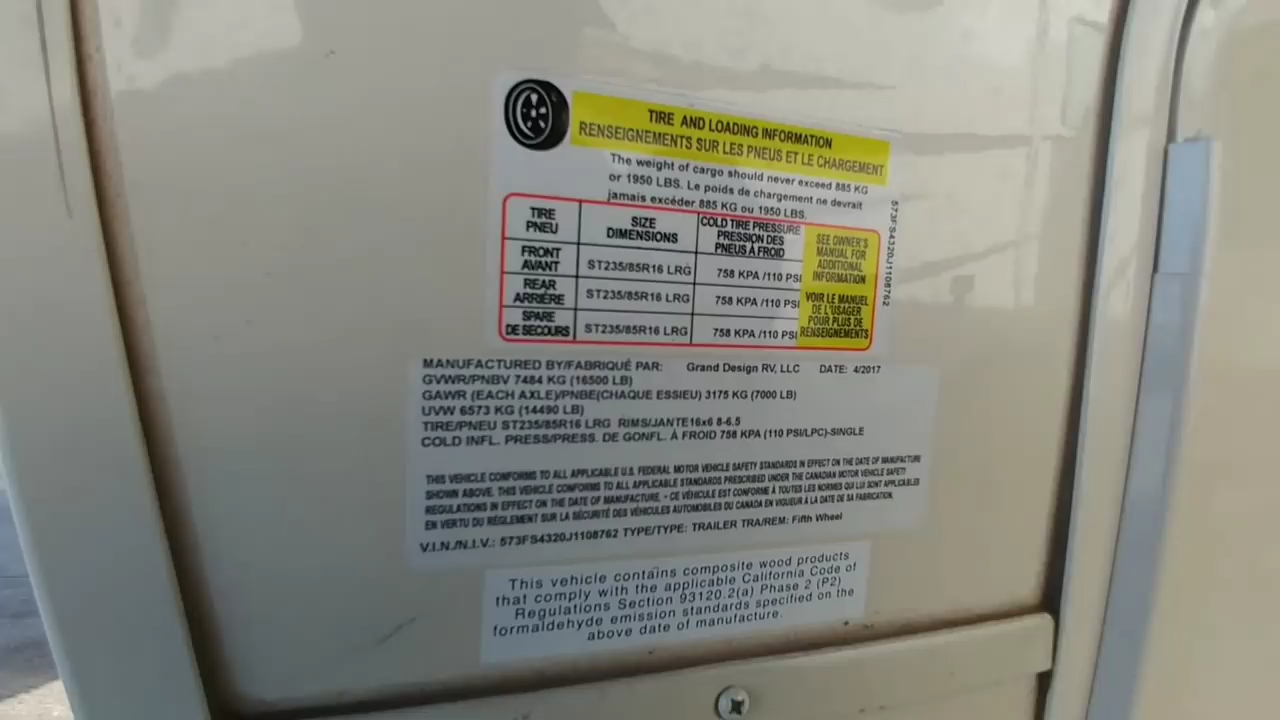 TIRE AND LOADING INFORMATION
RENSEIGNEMENTS SUR LES PNEUS ET LE CHARGEMENT
The weight of cargo should never exceed 885 KG
or 1950 LBS. Le poids de chargement ne devrait
jamais excéder 885 KG ou 1950 LBS.
TIRE PNEU
SIZE DIMENSIONS
COLD TIRE PRESSURE PRESSION DES PNEUS À FROID
FRONT AVANT
ST235/85R16 LRG
758 KPA /110 PSI
REAR ARRIÈRE
ST235/85R16 LRG
758 KPA /110 PSI
SPARE DE SECOURS
ST235/85R16 LRG
758 KPA /110 PSI
SEE OWNER'S
MANUAL FOR
ADDITIONAL
INFORMATION
VOIR LE MANUEL
DE L'USAGER
POUR PLUS DE
RENSEIGNEMENTS
573FS4320J1108762
MANUFACTURED BY/FABRIQUÉ PAR: Grand Design RV, LLC DATE: 4/2017
GVWR/PNBV 7484 KG (16500 LB)
GAWR (EACH AXLE)/PNBE(CHAQUE ESSIEU) 3175 KG (7000 LB)
UVW 6573 KG (14490 LB)
TIRE/PNEU ST235/85R16 LRG RIMS/JANTE16x6 8-6.5
COLD INFL. PRESS/PRESS. DE GONFL. À FROID 758 KPA (110 PSI/LPC)-SINGLE
THIS VEHICLE CONFORMS TO ALL APPLICABLE U.S. FEDERAL MOTOR VEHICLE SAFETY STANDARDS IN EFFECT ON THE DATE OF MANUFACTURE
SHOWN ABOVE. THIS VEHICLE CONFORMS TO ALL APPLICABLE STANDARDS PRESCRIBED UNDER THE CANADIAN MOTOR VEHICLE SAFETY
REGULATIONS IN EFFECT ON THE DATE OF MANUFACTURE. - CE VÉHICULE EST CONFORME À TOUTES LES NORMES QUI LUI SONT APPLICABLES
EN VERTU DU RÈGLEMENT SUR LA SÉCURITÉ DES VÉHICULES AUTOMOBILES DU CANADA EN VIGUEUR À LA DATE DE SA FABRICATION.
V.I.N./N.I.V.: 573FS4320J1108762 TYPE/TYPE: TRAILER TRA/REM: Fifth Wheel
This vehicle contains composite wood products
that comply with the applicable California Code of
Regulations Section 93120.2(a) Phase 2 (P2)
formaldehyde emission standards specified on the
above date of manufacture.